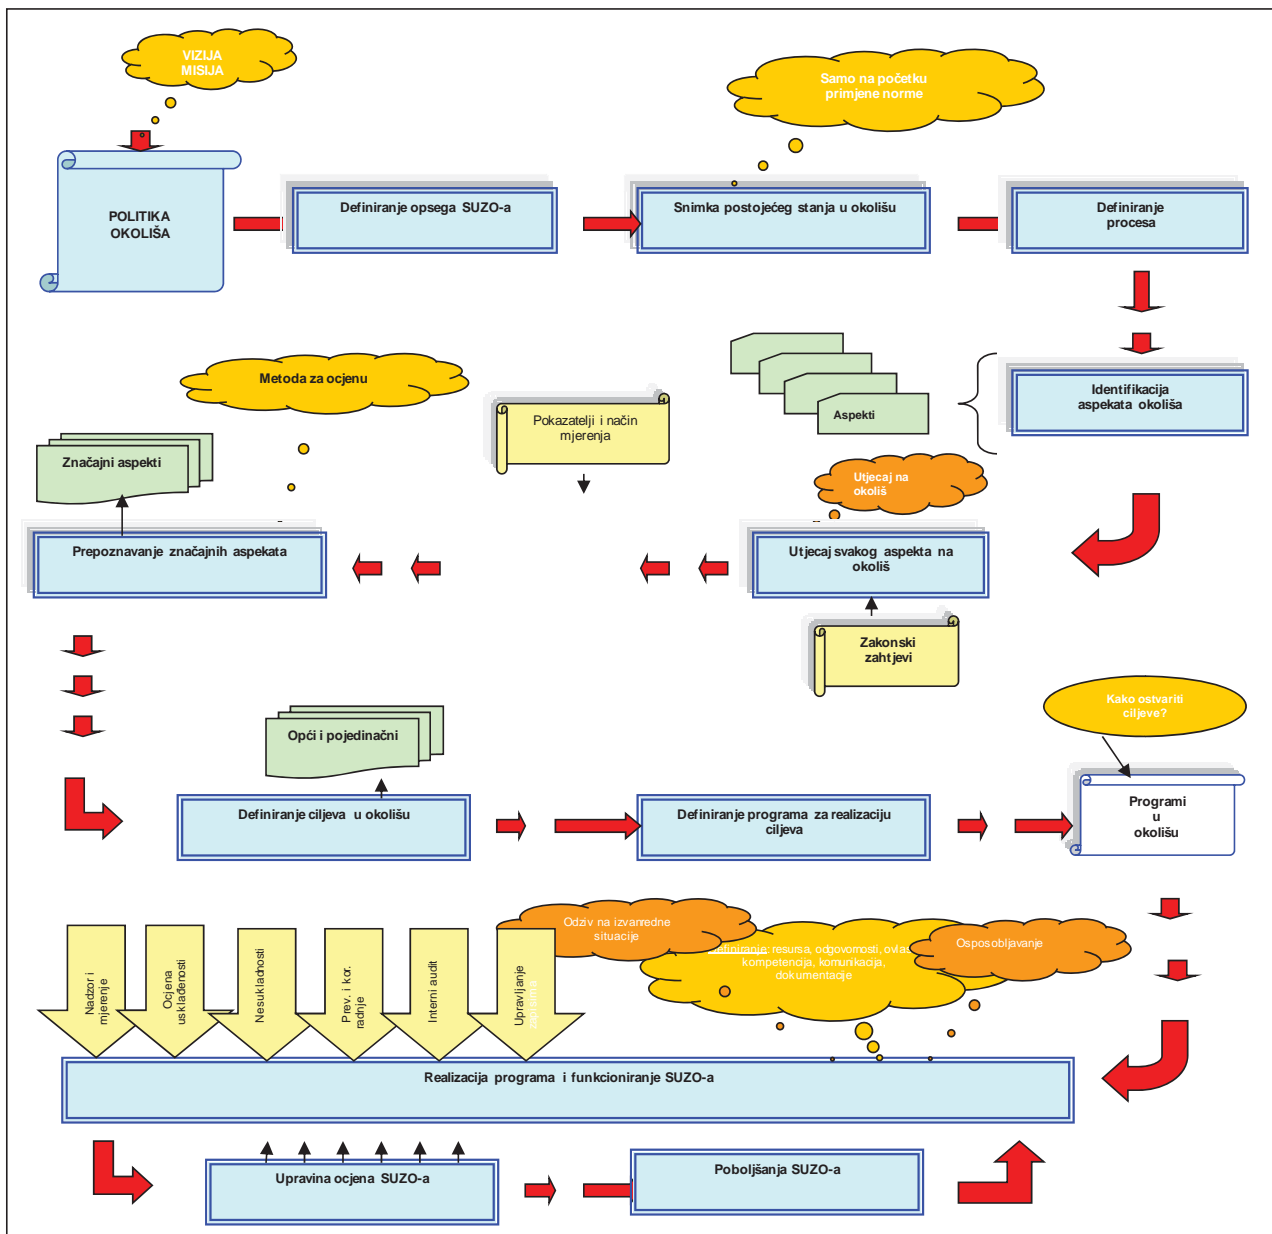 VIZIJA
MISIJA
Samo na početku
primjene norme
POLITIKA
OKOLIŠA
Definiranje opsega SUZO-a
Snimka postojećeg stanja u okolišu
Definiranje
procesa
Metoda za ocjenu
Pokazatelji i način
mjerenja
Aspekti
Identifikacija
aspekata okoliša
Značajni aspekti
Utjecaj na
okoliš
Prepoznavanje značajnih aspekata
Utjecaj svakog aspekta na
okoliš
Zakonski
zahtjevi
Kako ostvariti
ciljeve?
Opći i pojedinačni
Definiranje ciljeva u okolišu
Definiranje programa za realizaciju
ciljeva
Programi
u
okolišu
Nadzor i
mjerenje
Ocjena
usklađenosti
Nesukladnosti
Prev. i kor.
radnje
Interni audit
Upravljanje
zapisima
Odziv na izvanredne
situacije
Definiranje: resursa, odgovornosti, ovlas
kompetencija, komunikacija,
dokumentacije
Osposobljavanje
Realizacija programa i funkcioniranje SUZO-a
Upravina ocjena SUZO-a
Poboljšanja SUZO-a